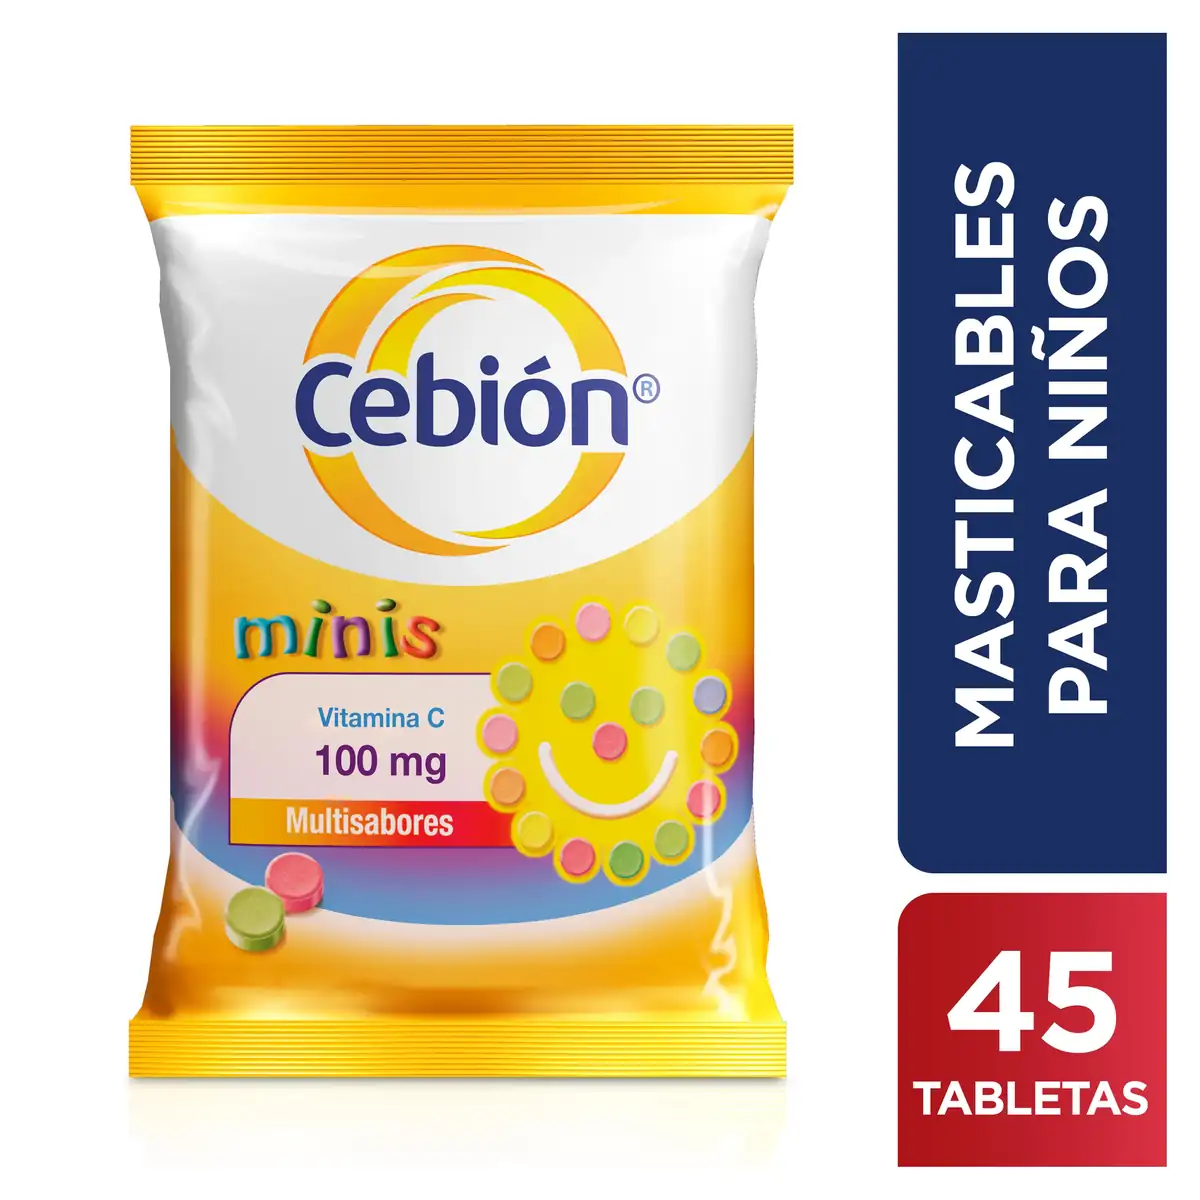 Cebión®
minis
Vitamina C
100 mg
Multisabores
MASTICABLES
PARA NIÑOS
45
TABLETAS